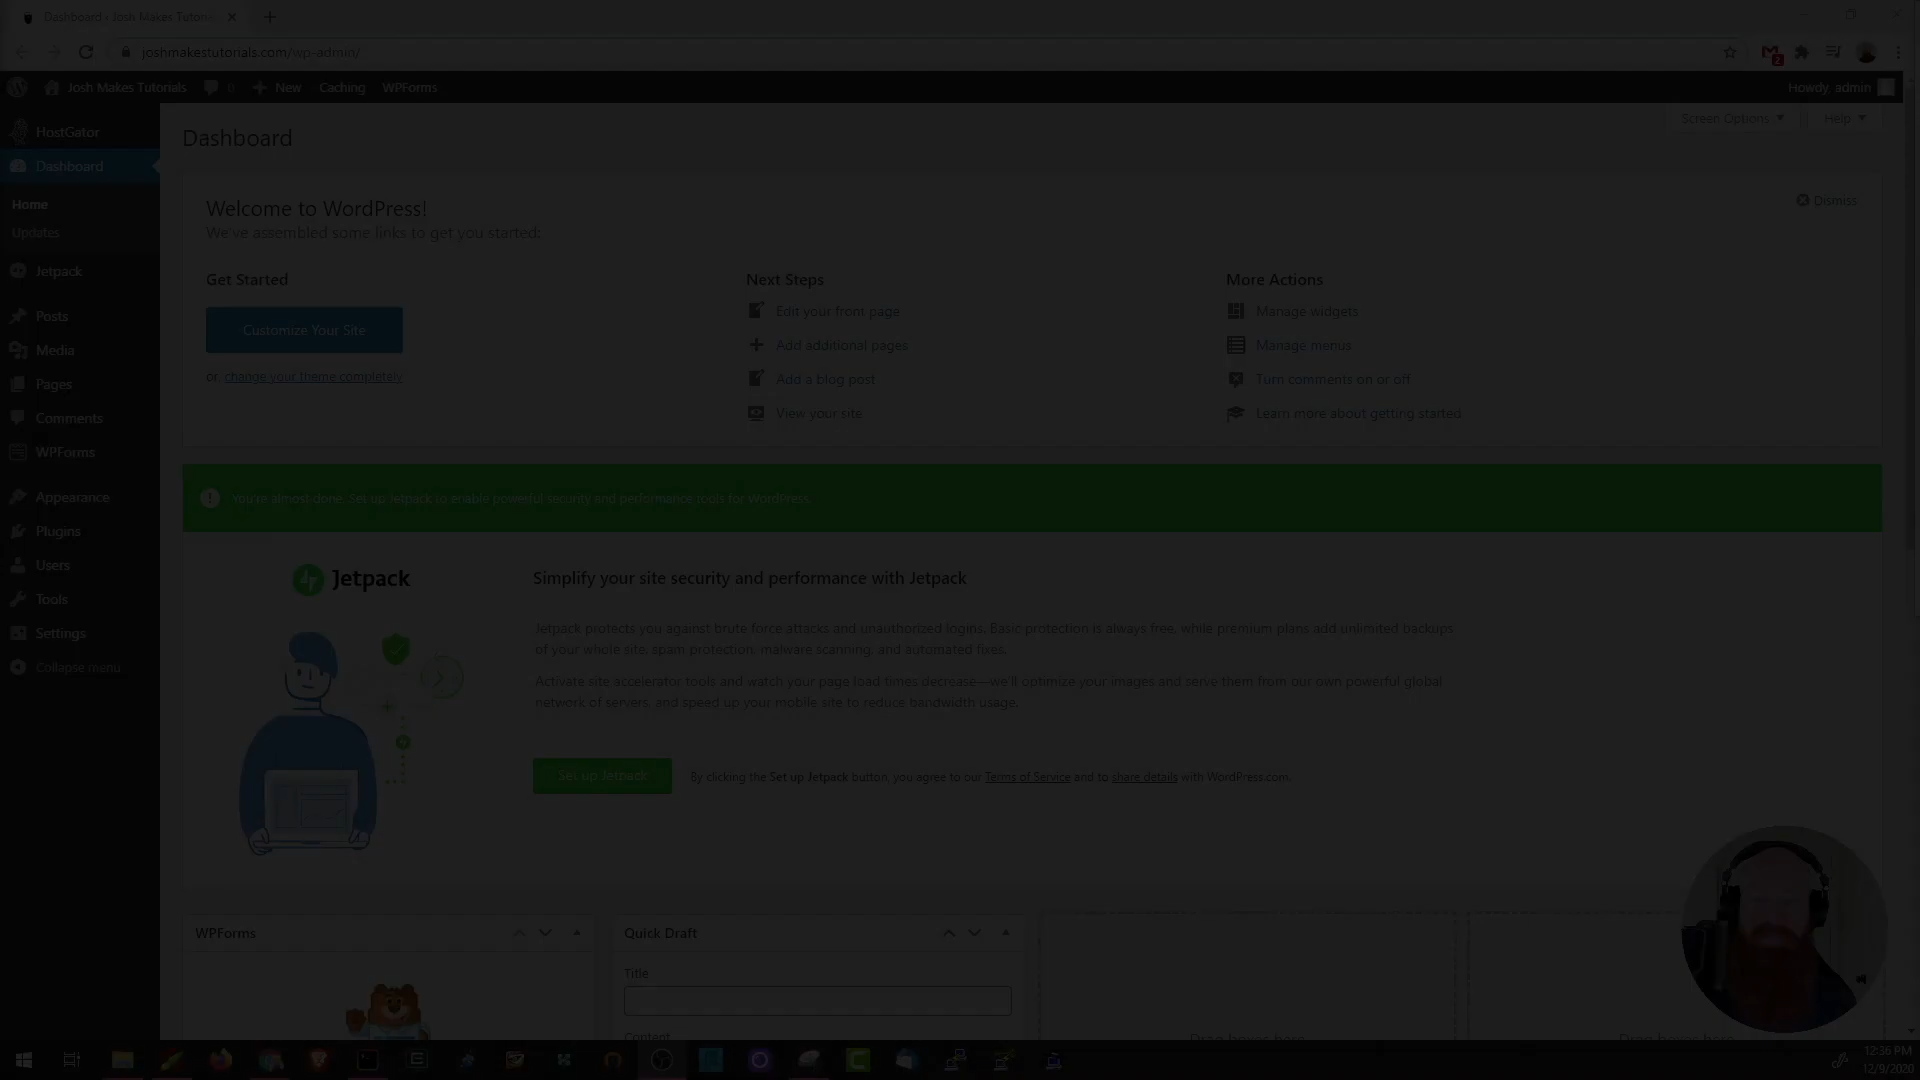 Dashboard ‹ Josh Makes Tutori
joshmakestutorials.com/wp-admin/
2
Josh Makes Tutorials 0 New Caching WPForms Howdy, admin
HostGator
Dashboard
Home
Updates
Jetpack
Posts
Media
Pages
Comments
WPForms
Appearance
Plugins
Users
Tools
Settings
Collapse menu
Dashboard
Screen Options Help
Welcome to WordPress!
We've assembled some links to get you started:
Dismiss
Get Started
Customize Your Site
or, change your theme completely
Next Steps
Edit your front page
Add additional pages
Add a blog post
View your site
More Actions
Manage widgets
Manage menus
Turn comments on or off
Learn more about getting started
You're almost done. Set up Jetpack to enable powerful security and performance tools for WordPress.
Jetpack
Simplify your site security and performance with Jetpack
Jetpack protects you against brute force attacks and unauthorized logins. Basic protection is always free, while premium plans add unlimited backups
of your whole site, spam protection, malware scanning, and automated fixes.
Activate site accelerator tools and watch your page load times decrease—we'll optimize your images and serve them from our own powerful global
network of servers, and speed up your mobile site to reduce bandwidth usage.
Set up Jetpack
By clicking the Set up Jetpack button, you agree to our Terms of Service and to share details with WordPress.com.
WPForms
Quick Draft
Title
Content
Drag boxes here
Drag boxes here
12:36 PM
12/9/2020